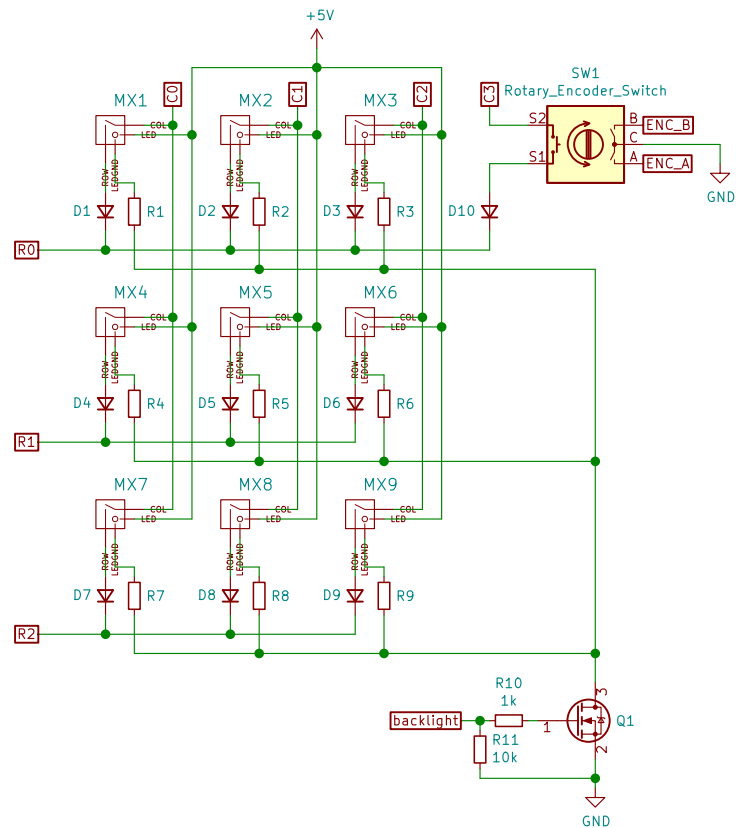 +5V
SW1
Rotary_Encoder_Switch
MX1
C0
MX2
C1
MX3
C2
C3
S2
B
ENC_B
C
S1
A
ENC_A
GND
COL
LED
COL
LED
COL
LED
ROW
LEDGND
ROW
LEDGND
ROW
LEDGND
D1
R1
D2
R2
D3
R3
D10
R0
MX4
MX5
MX6
COL
LED
COL
LED
COL
LED
ROW
LEDGND
ROW
LEDGND
ROW
LEDGND
D4
R4
D5
R5
D6
R6
R1
MX7
MX8
MX9
COL
LED
COL
LED
COL
LED
ROW
LEDGND
ROW
LEDGND
ROW
LEDGND
D7
R7
D8
R8
D9
R9
R2
R10
1k
backlight
1
3
2
Q1
R11
10k
GND